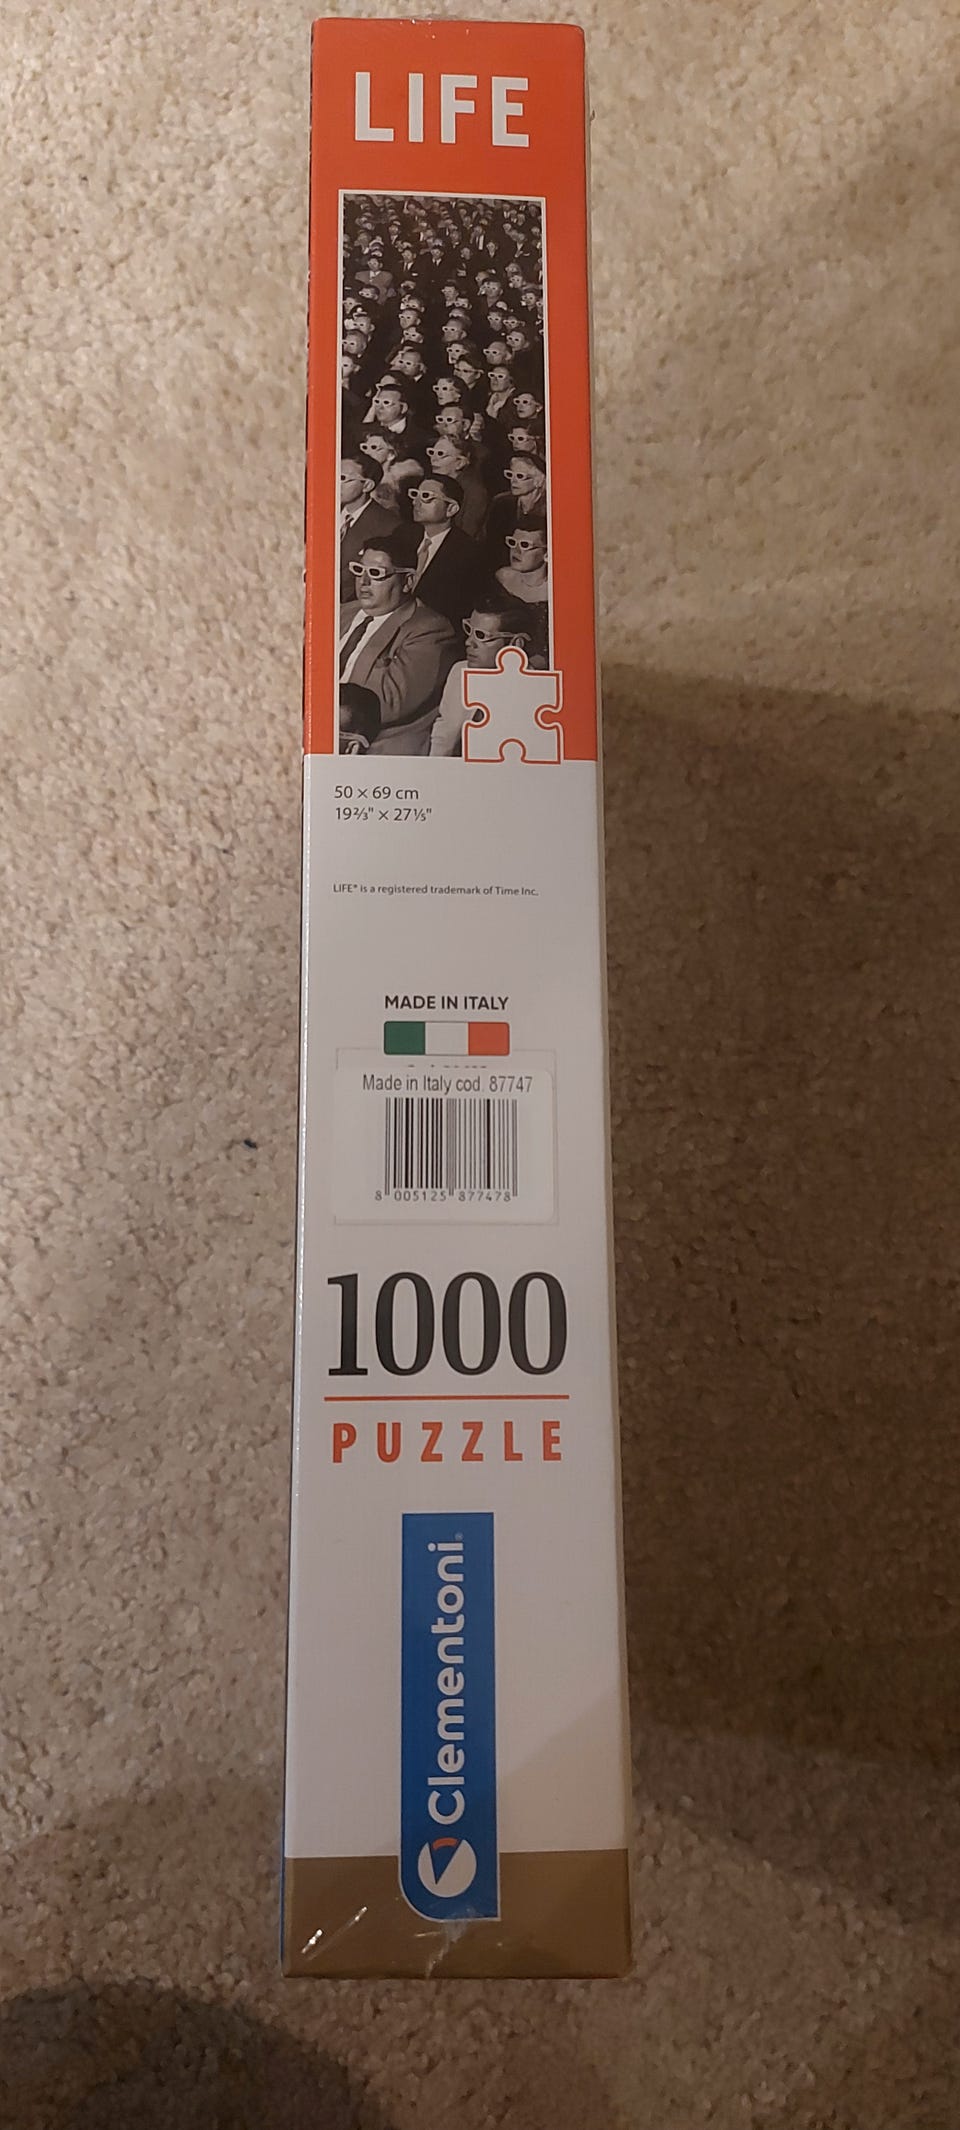 LIFE
50 × 69 cm
19⅔" × 27⅕"
LIFE® is a registered trademark of Time Inc.
MADE IN ITALY
Made in Italy cod. 87747
8 005125 877478
1000
PUZZLE
Clementoni®